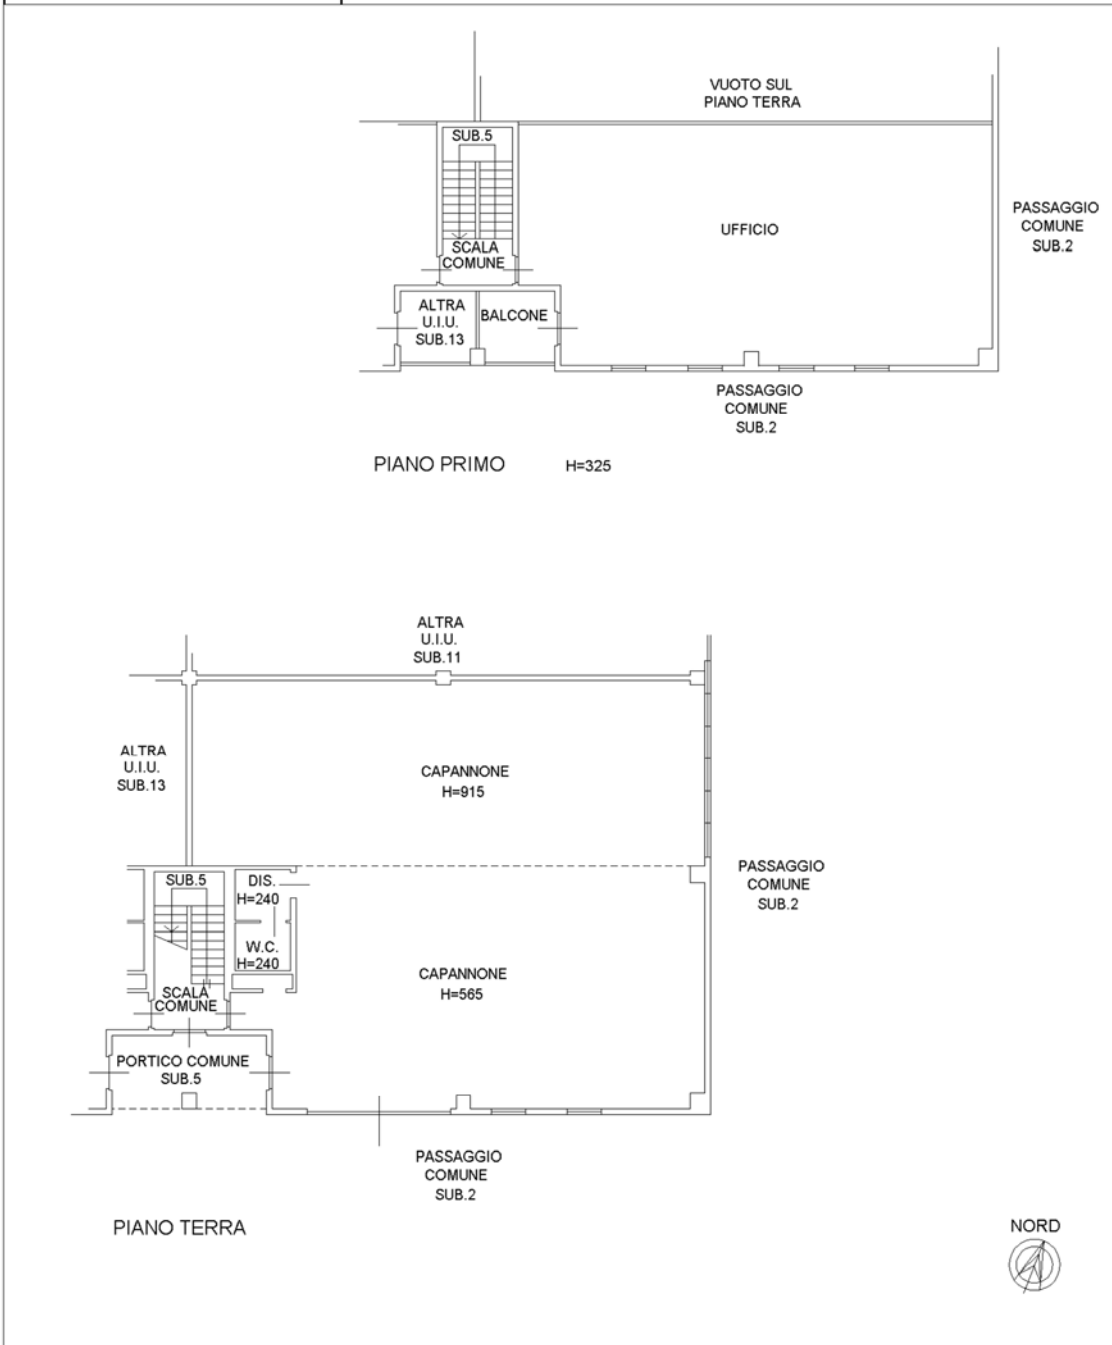 VUOTO SUL
PIANO TERRA
SUB.5
UFFICIO
PASSAGGIO
COMUNE
SUB.2
SCALA
COMUNE
ALTRA
U.I.U.
SUB.13
BALCONE
PASSAGGIO
COMUNE
SUB.2
PIANO PRIMO H=325
ALTRA
U.I.U.
SUB.11
ALTRA
U.I.U.
SUB.13
CAPANNONE
H=915
PASSAGGIO
COMUNE
SUB.2
SUB.5
DIS.
H=240
W.C.
H=240
CAPANNONE
H=565
SCALA
COMUNE
PORTICO COMUNE
SUB.5
PASSAGGIO
COMUNE
SUB.2
PIANO TERRA
NORD